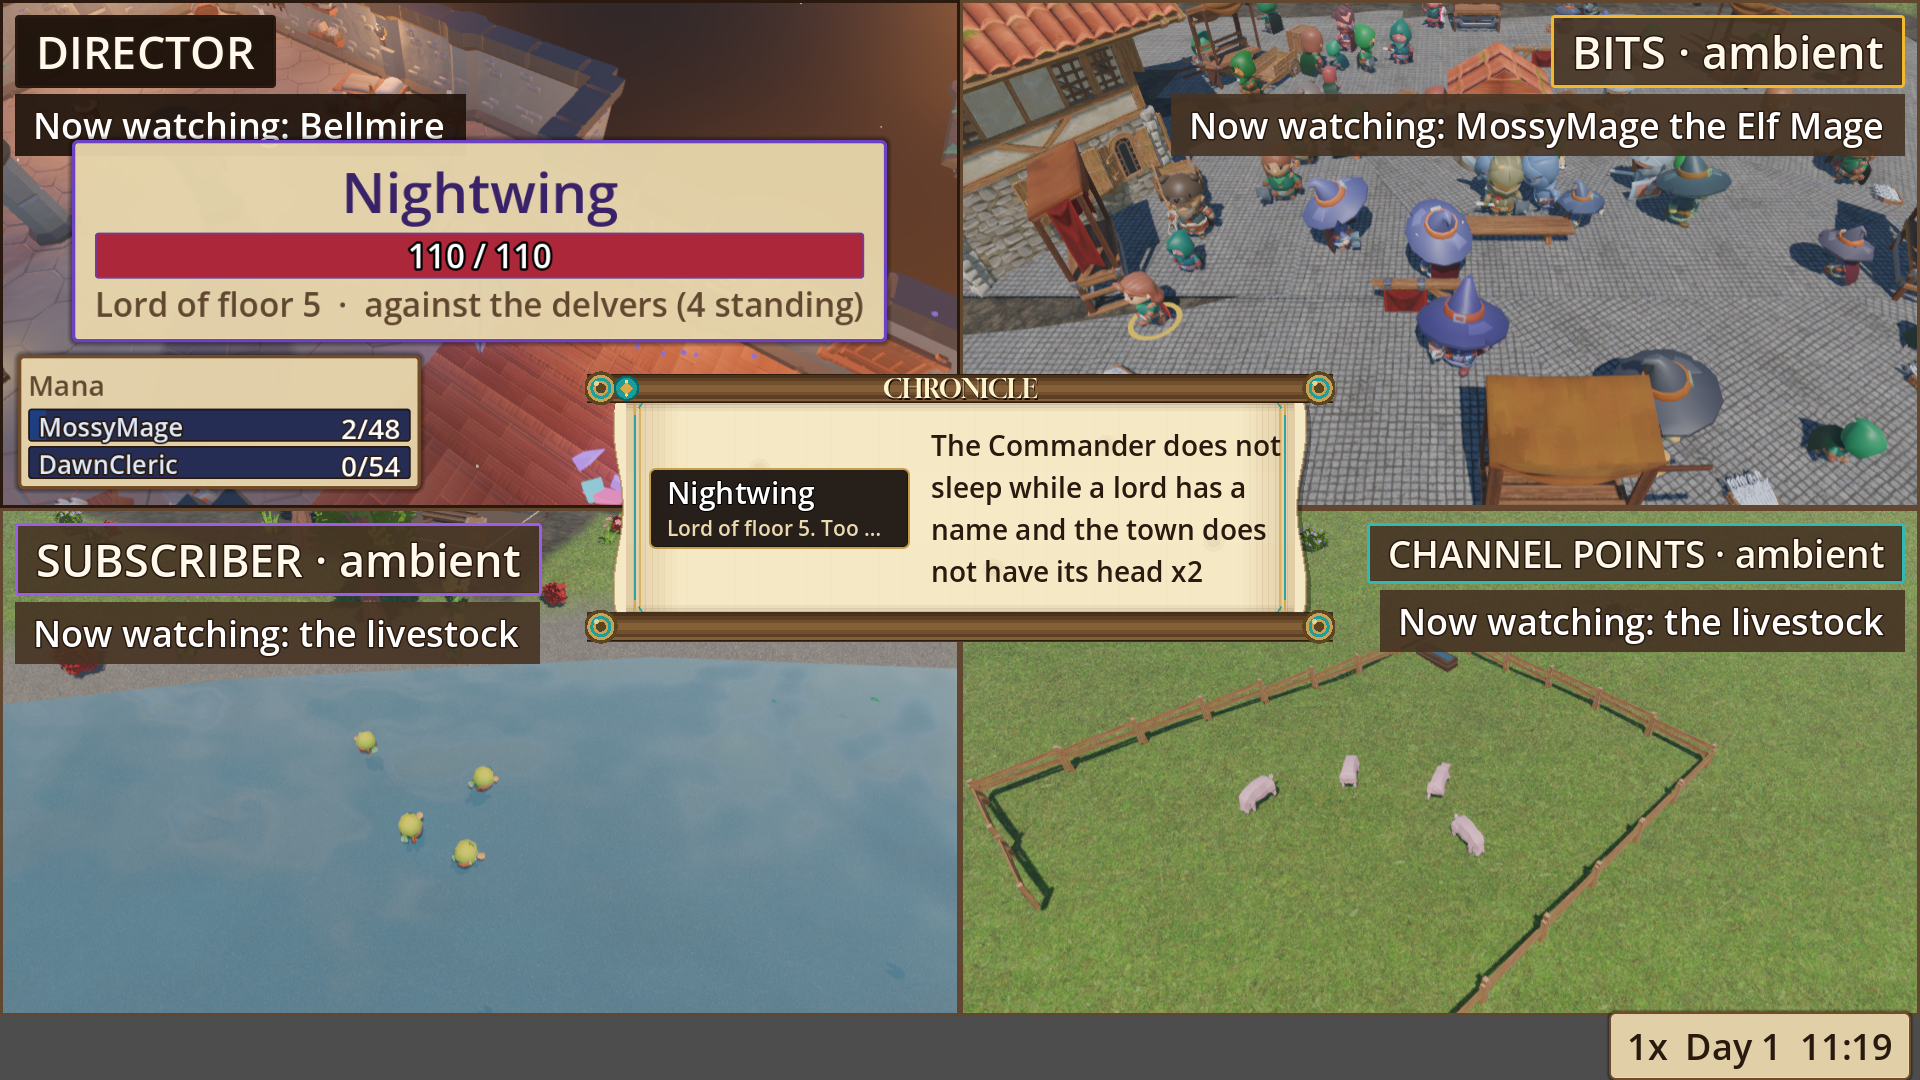 DIRECTOR
Now watching: Bellmire
Nightwing
110 / 110
Lord of floor 5 · against the delvers (4 standing)
Mana
MossyMage 2/48
DawnCleric 0/54
BITS · ambient
Now watching: MossyMage the Elf Mage
CHRONICLE
Nightwing
Lord of floor 5. Too ...
The Commander does not
sleep while a lord has a
name and the town does
not have its head x2
SUBSCRIBER · ambient
Now watching: the livestock
CHANNEL POINTS · ambient
Now watching: the livestock
1x Day 1 11:19